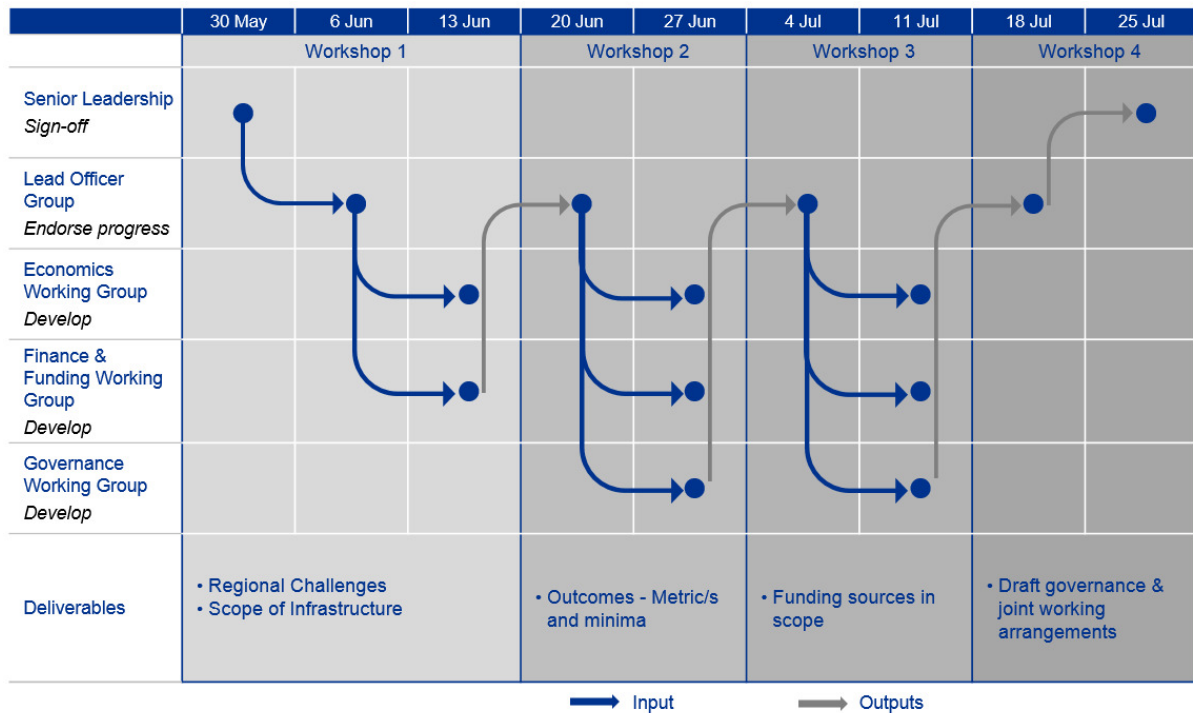 30 May 6 Jun 13 Jun 20 Jun 27 Jun 4 Jul 11 Jul 18 Jul 25 Jul
Workshop 1 Workshop 2 Workshop 3 Workshop 4
Senior Leadership
Sign-off
Lead Officer
Group
Endorse progress
Economics
Working Group
Develop
Finance &
Funding Working
Group
Develop
Governance
Working Group
Develop
Deliverables
• Regional Challenges
• Scope of Infrastructure
• Outcomes - Metric/s
and minima
• Funding sources in
scope
• Draft governance &
joint working
arrangements
Input Outputs